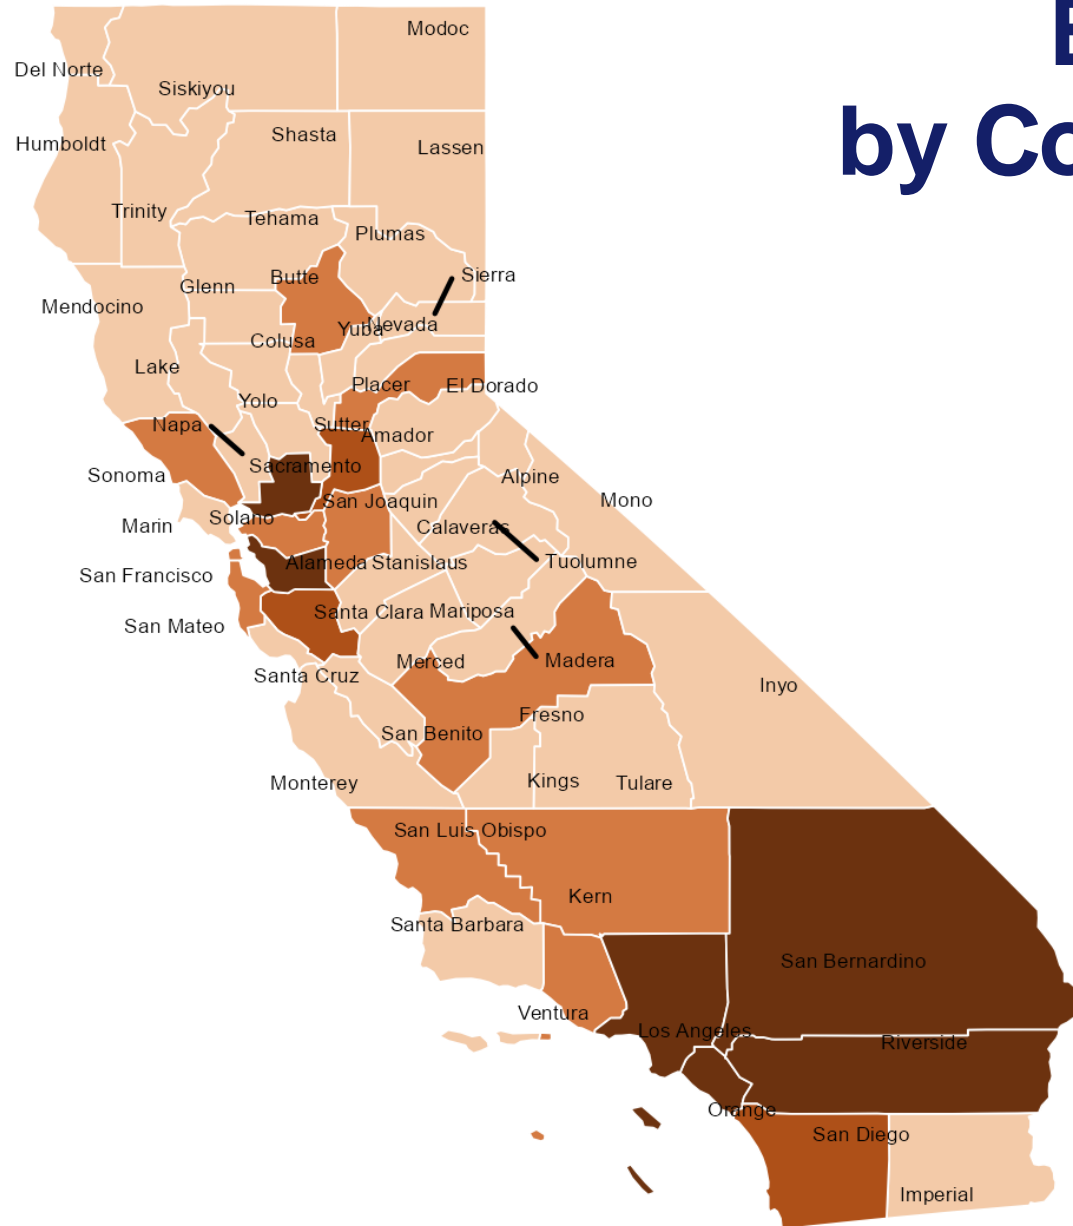 E
by Co
Modoc
Del Norte
Siskiyou
Shasta
Humboldt
Lassen
Trinity
Tehama
Plumas
Sierra
Butte
Glenn
Mendocino
Nevada
Yuba
Colusa
Lake
Placer
El Dorado
Yolo
Napa
Sutter
Amador
Sacramento
Sonoma
Alpine
Mono
San Joaquin
Solano
Marin
Calaveras
Tuolumne
Alameda
Stanislaus
San Francisco
Santa Clara
Mariposa
San Mateo
Merced
Madera
Santa Cruz
Inyo
Fresno
San Benito
Monterey
Kings
Tulare
San Luis Obispo
Kern
Santa Barbara
San Bernardino
Ventura
Los Angeles
Riverside
Orange
San Diego
Imperial